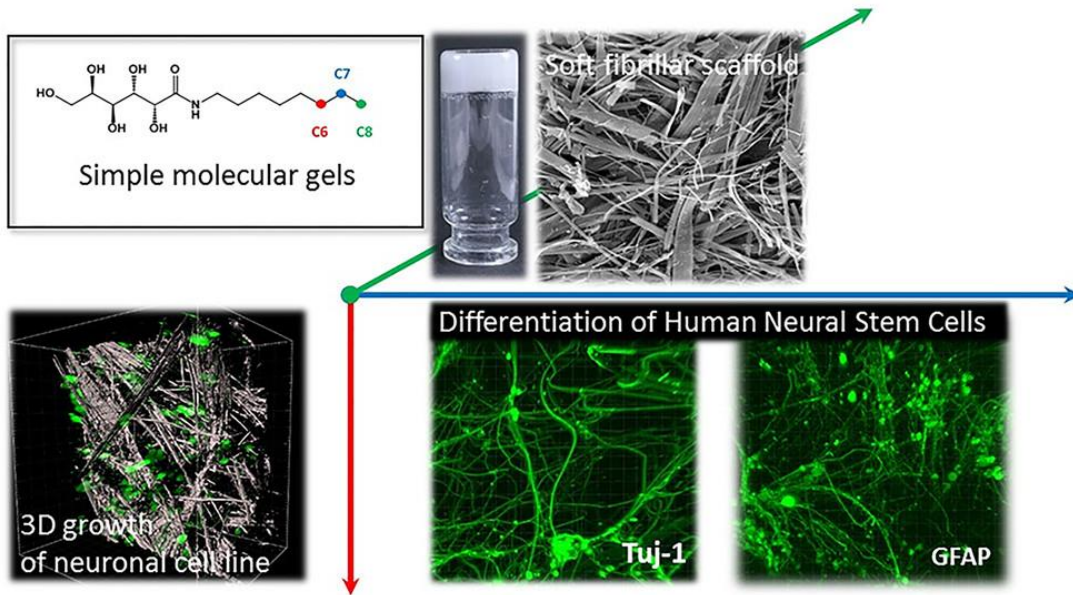 OH
OH
O
HO
N
H
OH
OH
C7
C6
C8
Simple molecular gels
Soft fibrillar scaffold
Differentiation of Human Neural Stem Cells
3D growth
of neuronal cell line
Tuj-1
GFAP